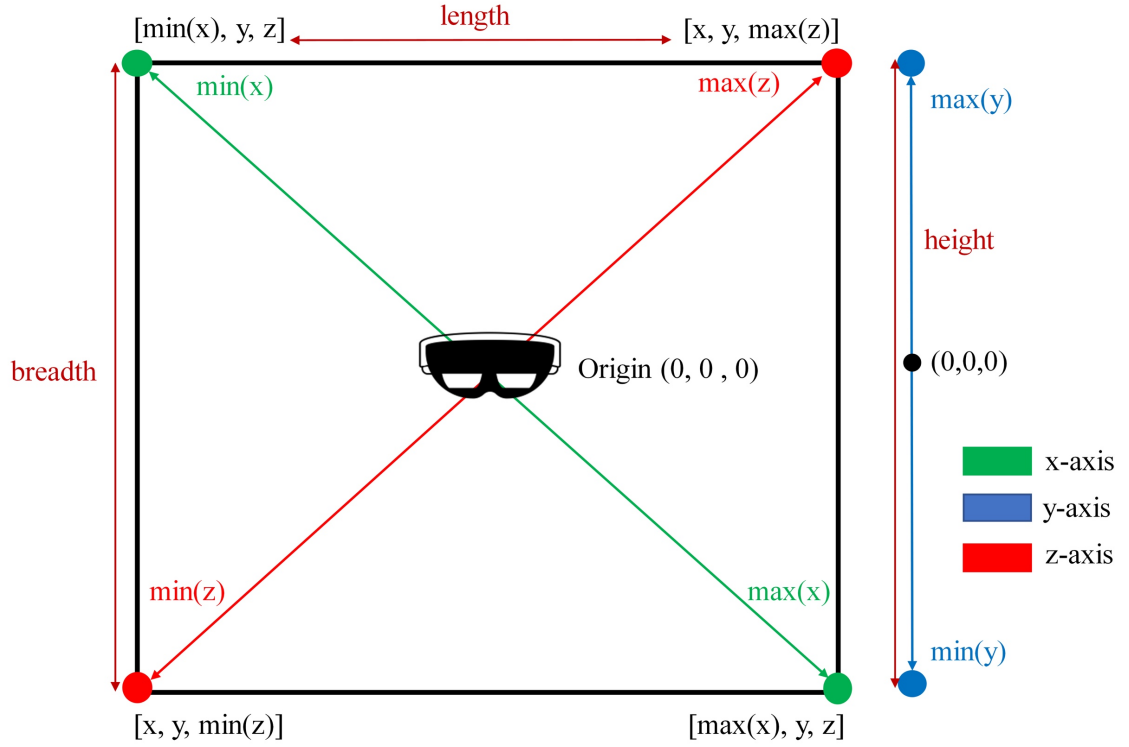 length
[min(x), y, z]
[x, y, max(z)]
min(x)
max(z)
max(y)
height
breadth
Origin (0, 0 , 0)
(0,0,0)
x-axis
y-axis
z-axis
min(z)
max(x)
min(y)
[x, y, min(z)]
[max(x), y, z]